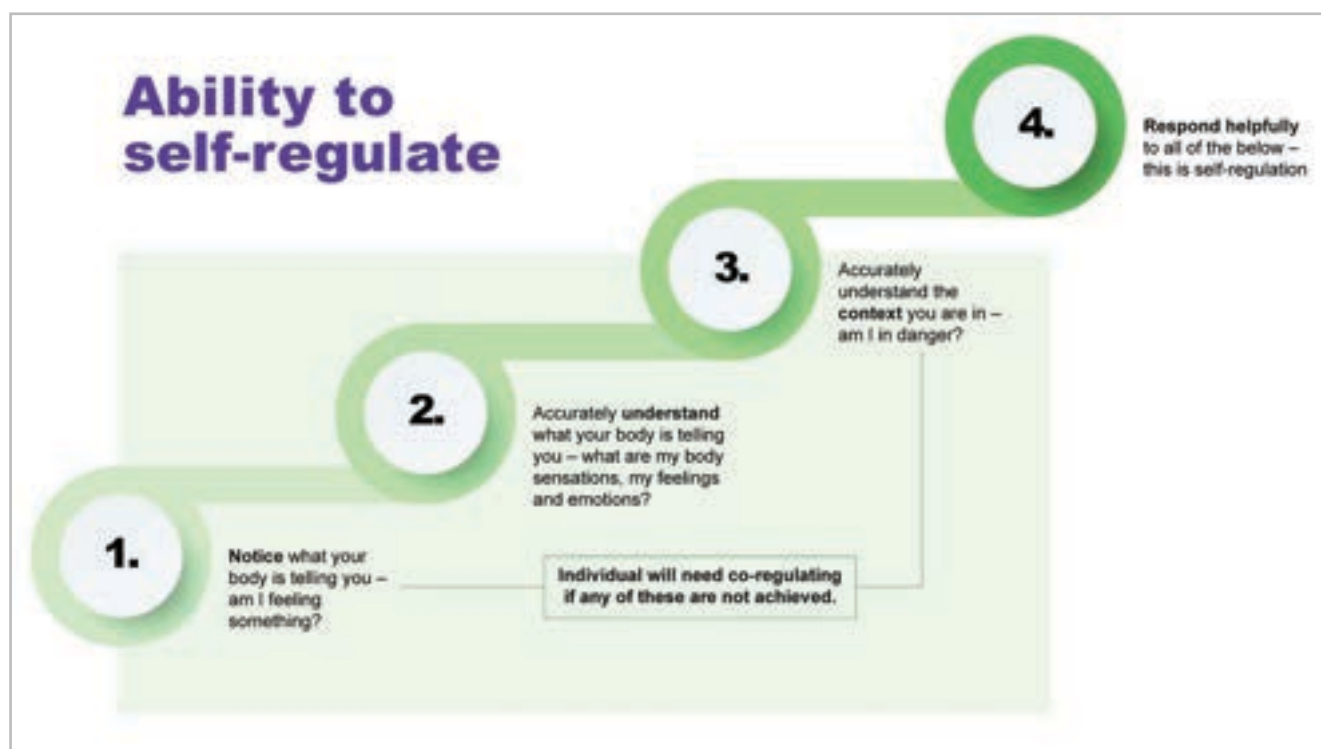 Ability to
self-regulate
4.
Respond helpfully
to all of the below –
this is self-regulation
3.
Accurately
understand the
context you are in –
am I in danger?
2.
Accurately understand
what your body is telling
you – what are my body
sensations, my feelings
and emotions?
1.
Notice what your
body is telling you –
am I feeling
something?
Individual will need co-regulating
if any of these are not achieved.